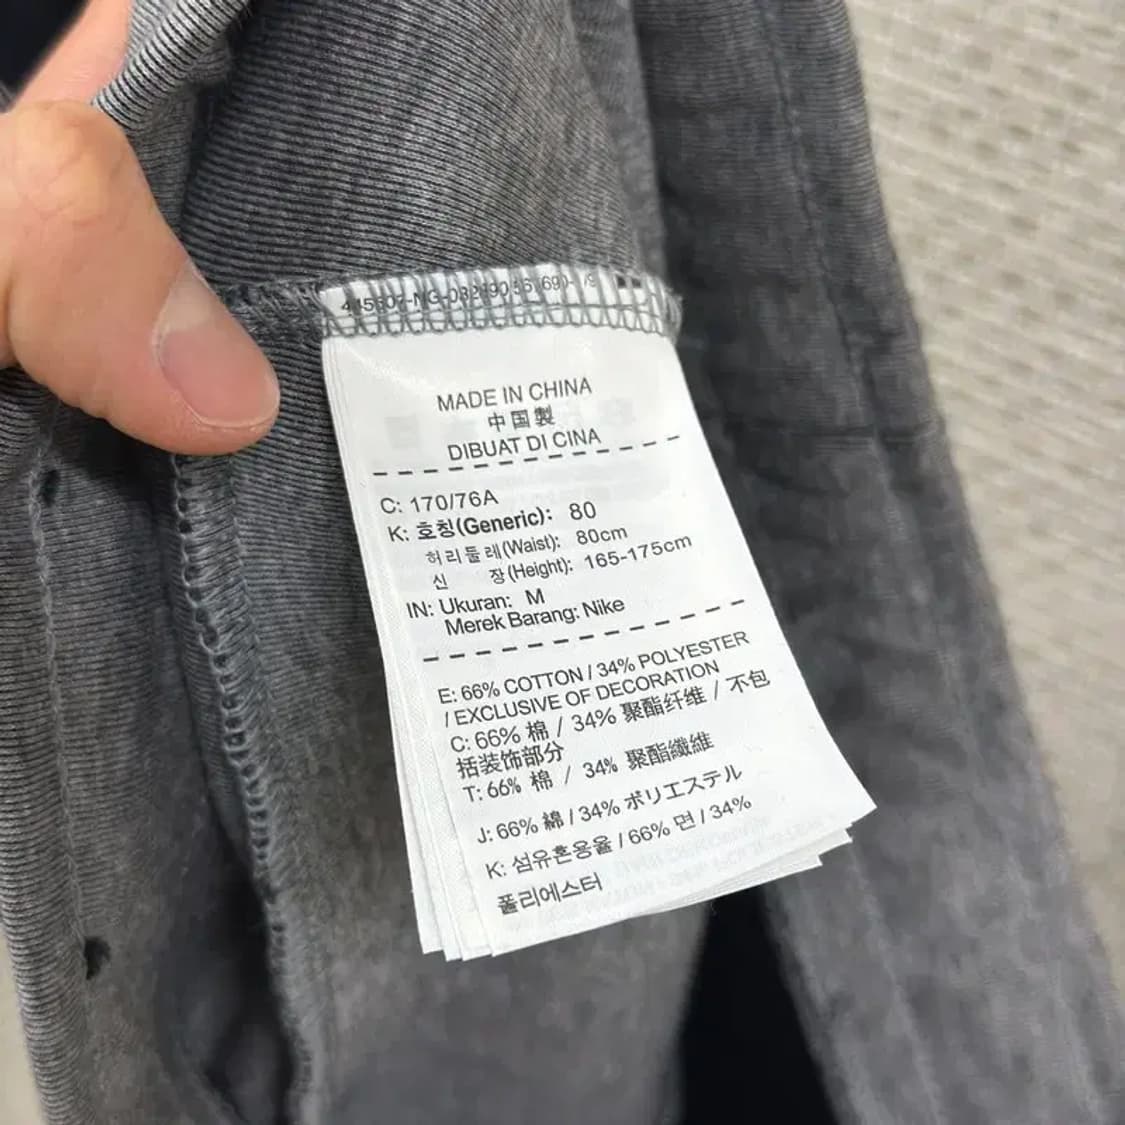 MADE IN CHINA
中国製
DIBUAT DI CINA
C: 170/76A
K: 호칭(Generic): 80
허리둘레(Waist): 80cm
신 장(Height): 165-175cm
IN: Ukuran: M
Merek Barang: Nike
E: 66% COTTON / 34% POLYESTER
/ EXCLUSIVE OF DECORATION
C: 66% 棉 / 34% 聚酯纤维 / 不包
括装饰部分
T: 66% 棉 / 34% 聚酯纖維
J: 66% 綿 / 34% ポリエステル
K: 섬유혼용율 / 66% 면 / 34%
폴리에스터